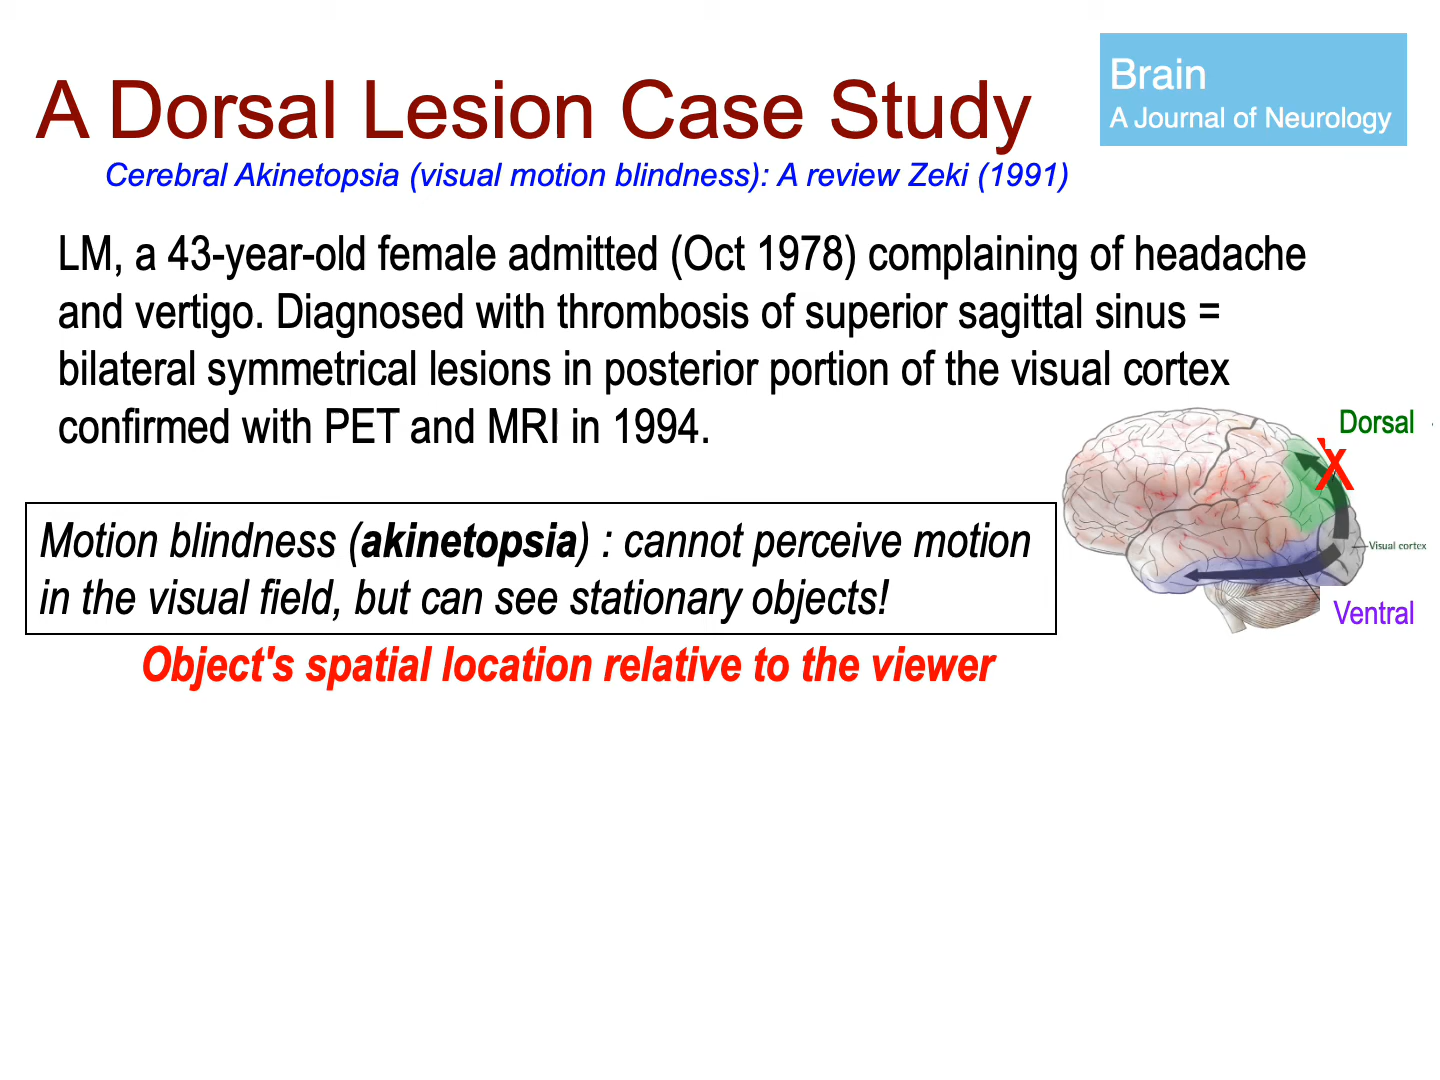 Brain
A Journal of Neurology
A Dorsal Lesion Case Study
Cerebral Akinetopsia (visual motion blindness): A review Zeki (1991)
LM, a 43-year-old female admitted (Oct 1978) complaining of headache
and vertigo. Diagnosed with thrombosis of superior sagittal sinus =
bilateral symmetrical lesions in posterior portion of the visual cortex
confirmed with PET and MRI in 1994.
Dorsal
X
Visual cortex
Ventral
Motion blindness (akinetopsia) : cannot perceive motion
in the visual field, but can see stationary objects!
Object's spatial location relative to the viewer